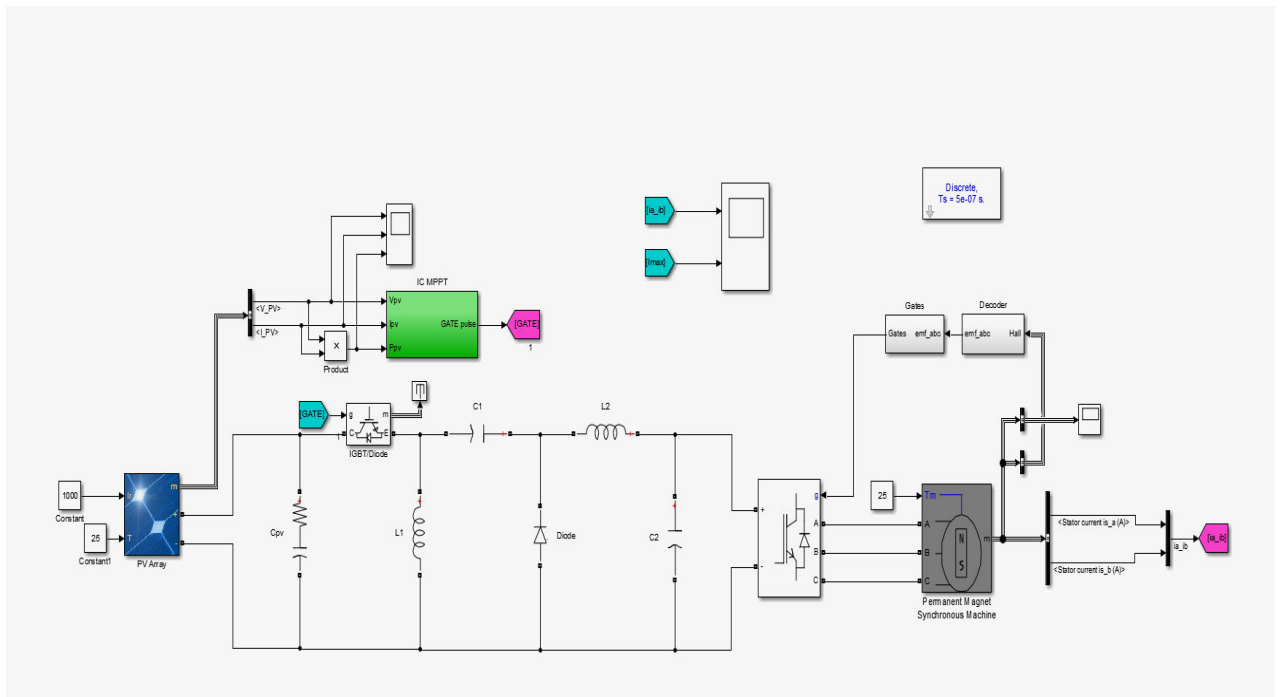 Discrete,
Ts = 5e-07 s.
[ia_ib]
[Imax]
IC MPPT
<V_PV>
<I_PV>
Vpv
Ipv
Ppv
GATE pulse
[GATE]
1
×
Product
Gates
Decoder
Gates
emf_abc
emf_abc
Hall
[GATE]
g
m
C
E
IGBT/Diode
C1
L2
1000
Constant
25
Constant1
Ir
T
m
+
-
PV Array
Cpv
L1
Diode
C2
+
-
g
A
B
C
25
Tm
A
B
C
N
S
m
Permanent Magnet
Synchronous Machine
<Stator current is_a (A)>
<Stator current is_b (A)>
ia_ib
[ia_ib]